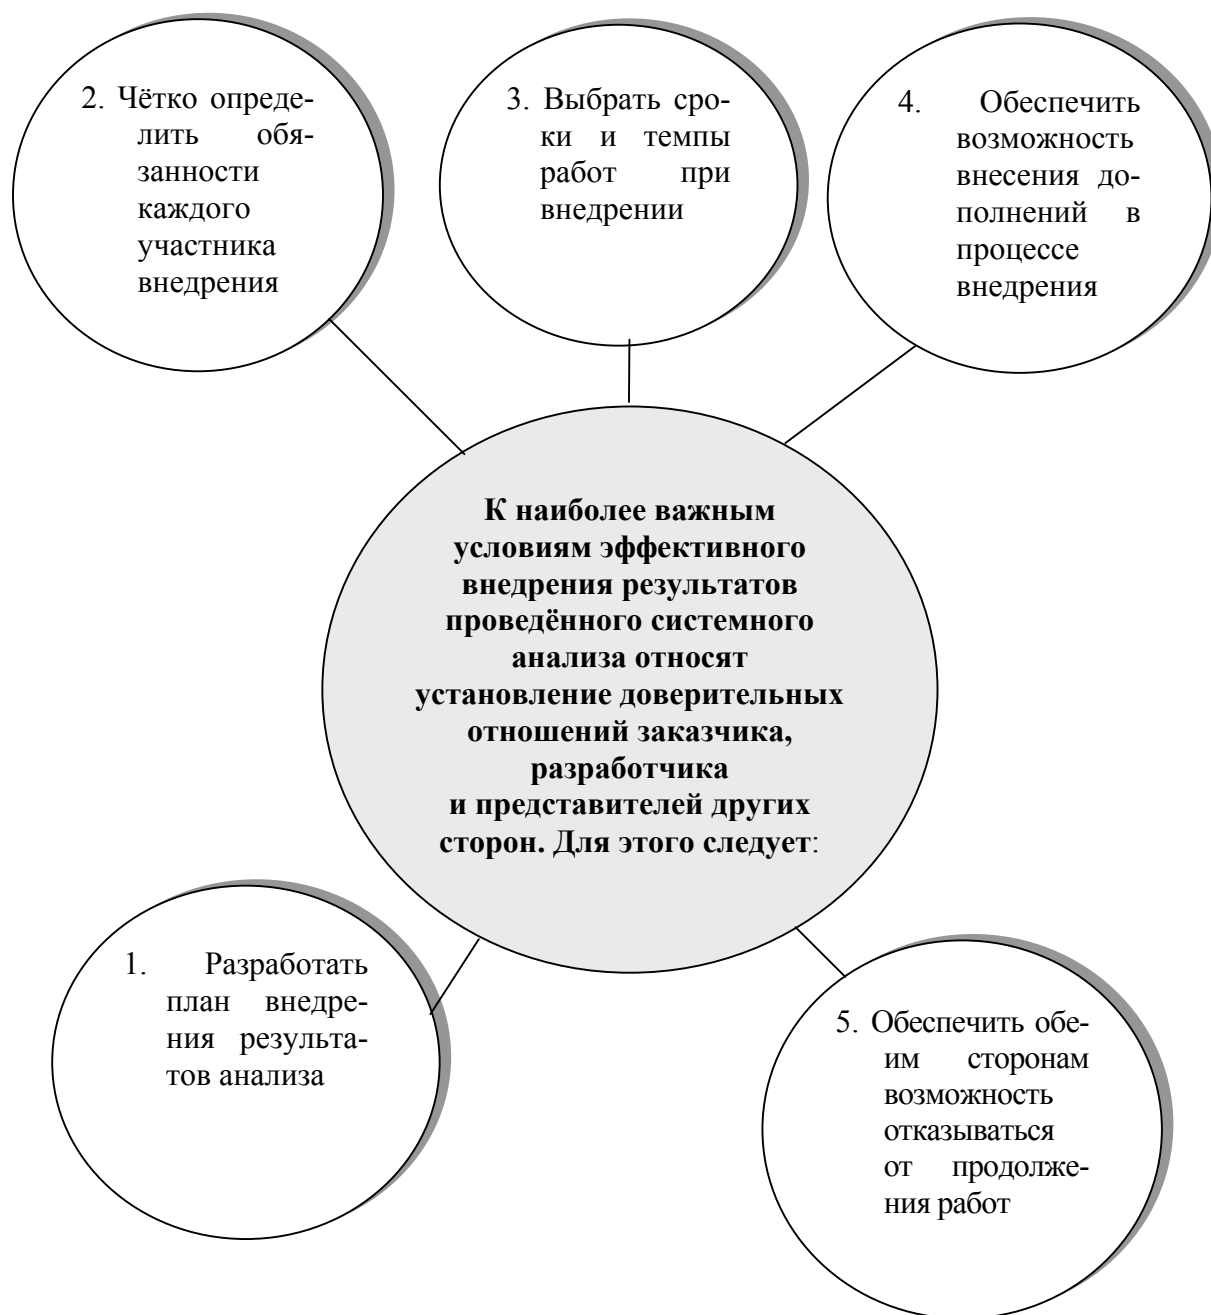 2. Чётко опреде-
лить обя-
занности
каждого
участника
внедрения
3. Выбрать сро-
ки и темпы
работ при
внедрении
4. Обеспечить
возможность
внесения до-
полнений в
процессе
внедрения
К наиболее важным
условиям эффективного
внедрения результатов
проведённого системного
анализа относят
установление доверительных
отношений заказчика,
разработчика
и представителей других
сторон. Для этого следует:
1. Разработать
план внедре-
ния результа-
тов анализа
5. Обеспечить обе-
им сторонам
возможность
отказываться
от продолже-
ния работ